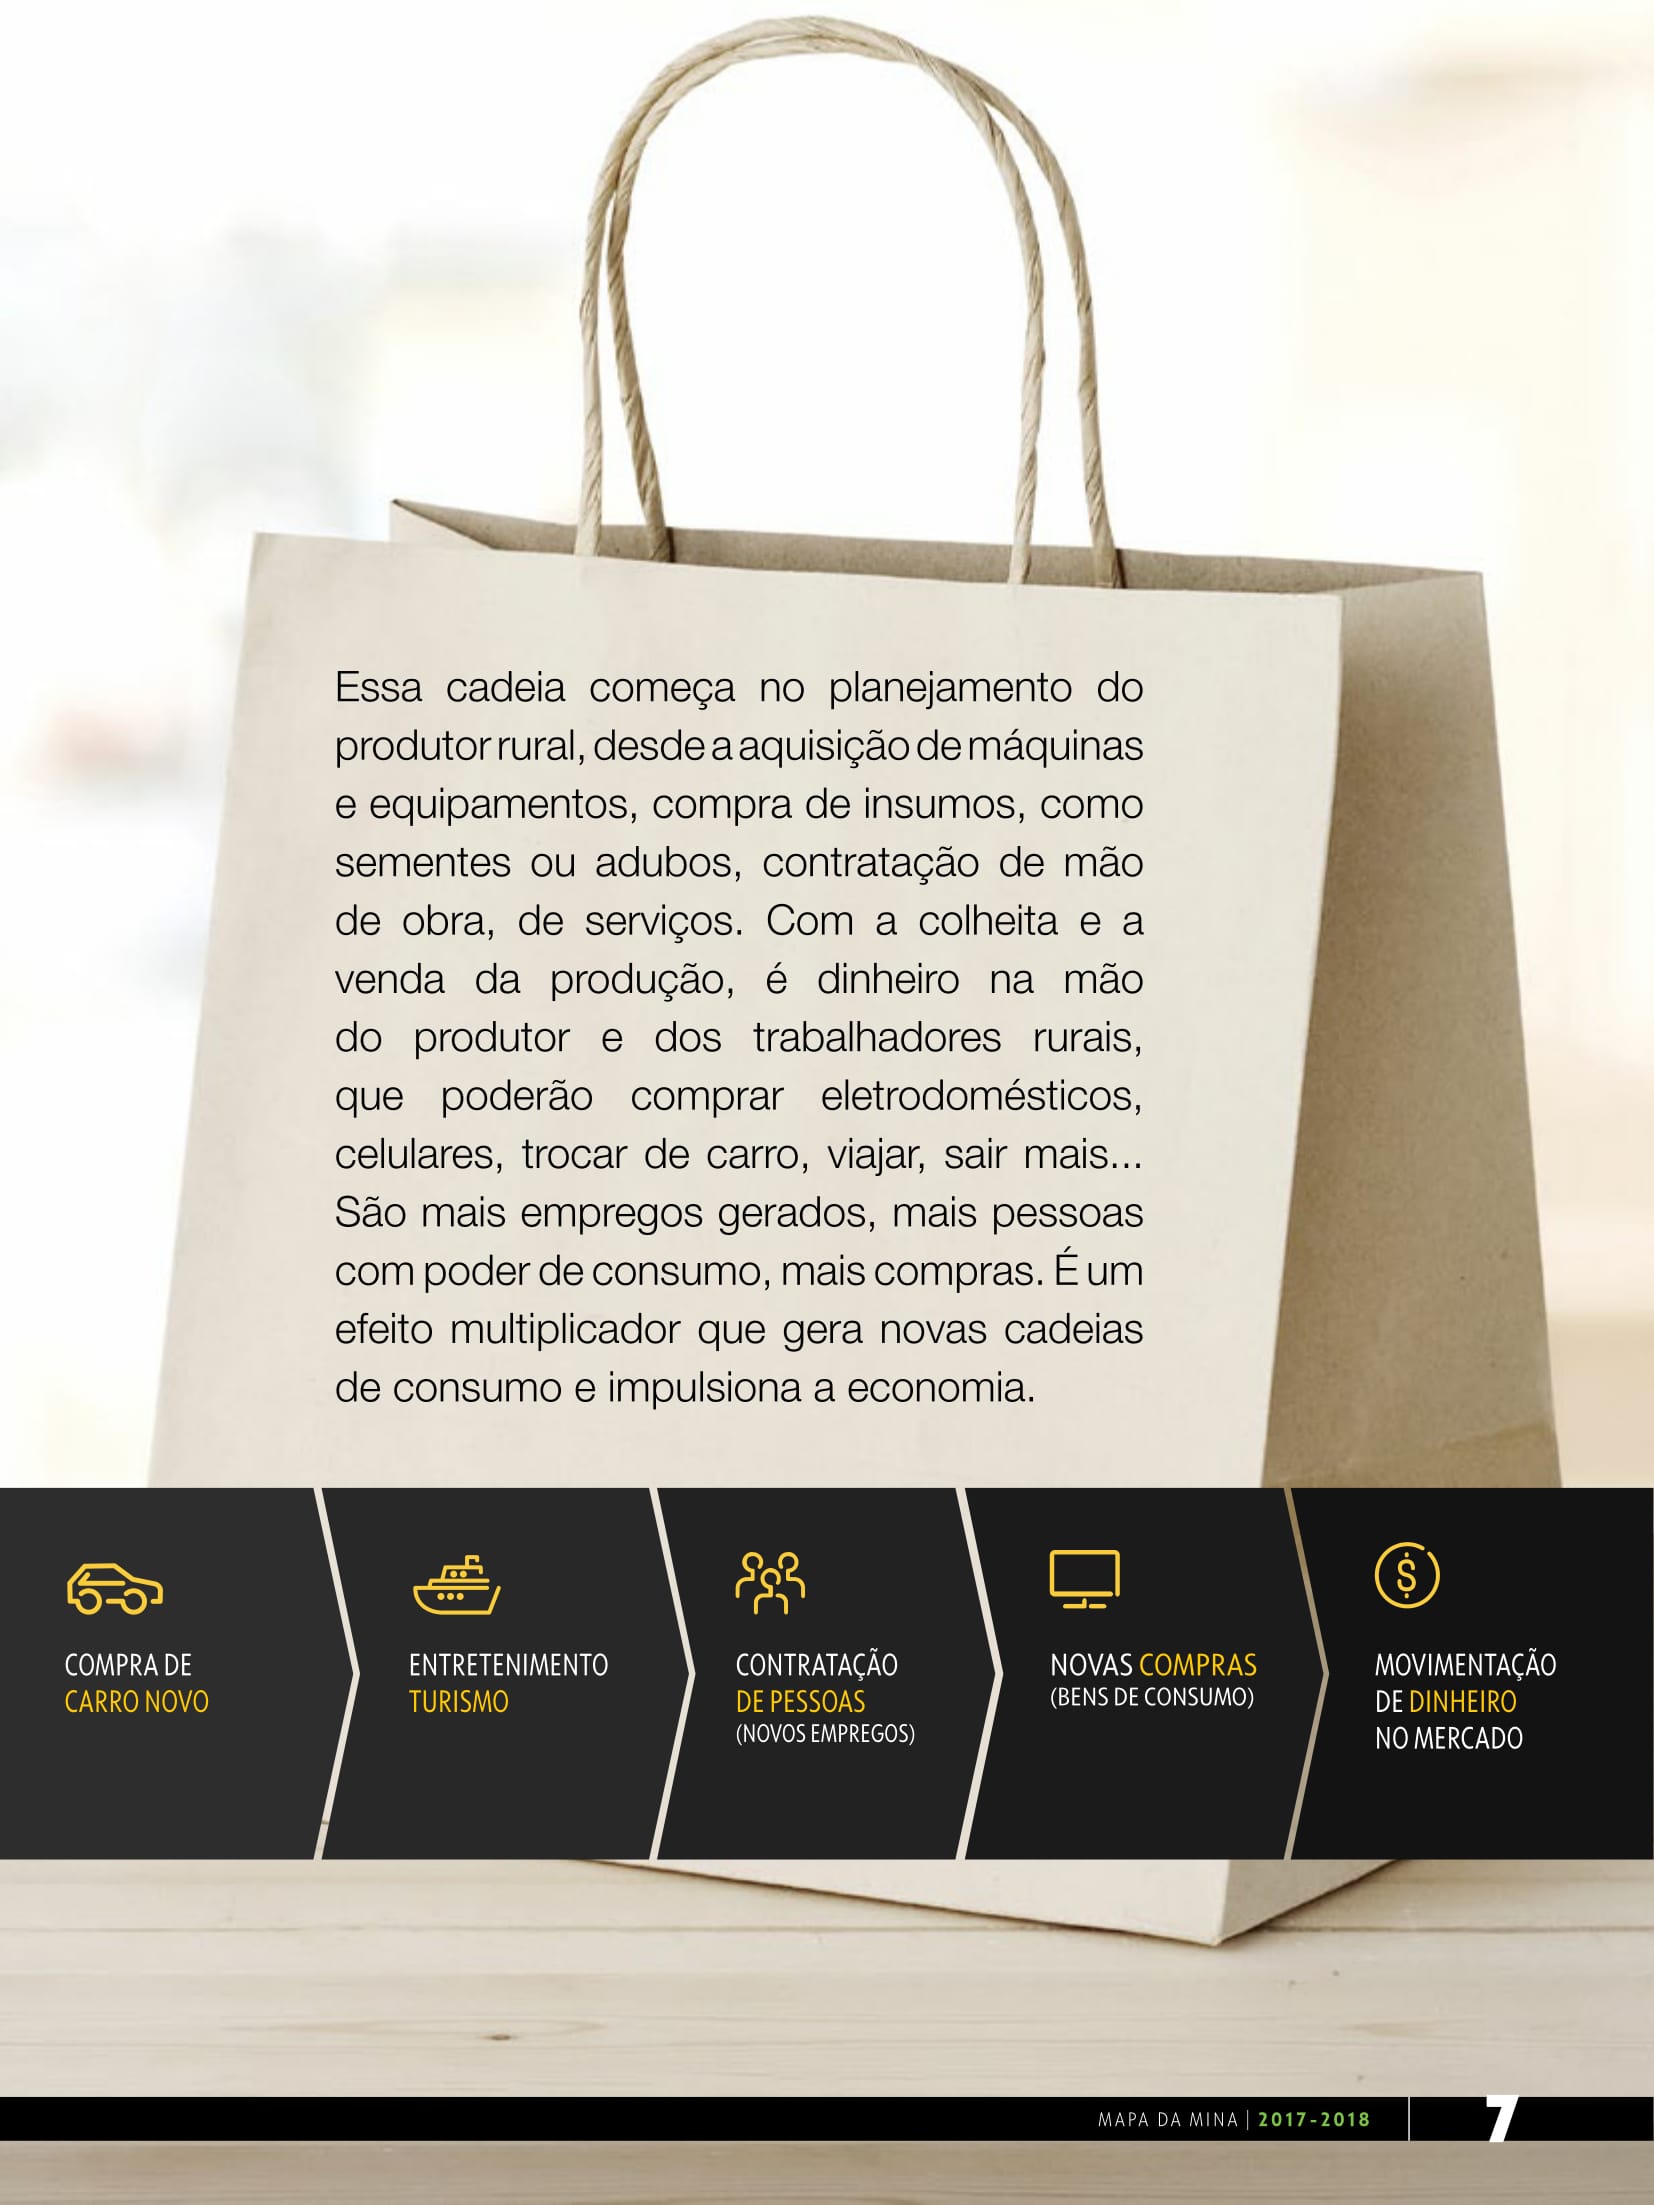 Essa cadeia começa no planejamento do
produtor rural, desde a aquisição de máquinas
e equipamentos, compra de insumos, como
sementes ou adubos, contratação de mão
de obra, de serviços. Com a colheita e a
venda da produção, é dinheiro na mão
do produtor e dos trabalhadores rurais,
que poderão comprar eletrodomésticos,
celulares, trocar de carro, viajar, sair mais...
São mais empregos gerados, mais pessoas
com poder de consumo, mais compras. É um
efeito multiplicador que gera novas cadeias
de consumo e impulsiona a economia.
COMPRA DE
CARRO NOVO
ENTRETENIMENTO
TURISMO
CONTRATAÇÃO
DE PESSOAS
(NOVOS EMPREGOS)
NOVAS COMPRAS
(BENS DE CONSUMO)
$
MOVIMENTAÇÃO
DE DINHEIRO
NO MERCADO
MAPA DA MINA | 2017-2018
7